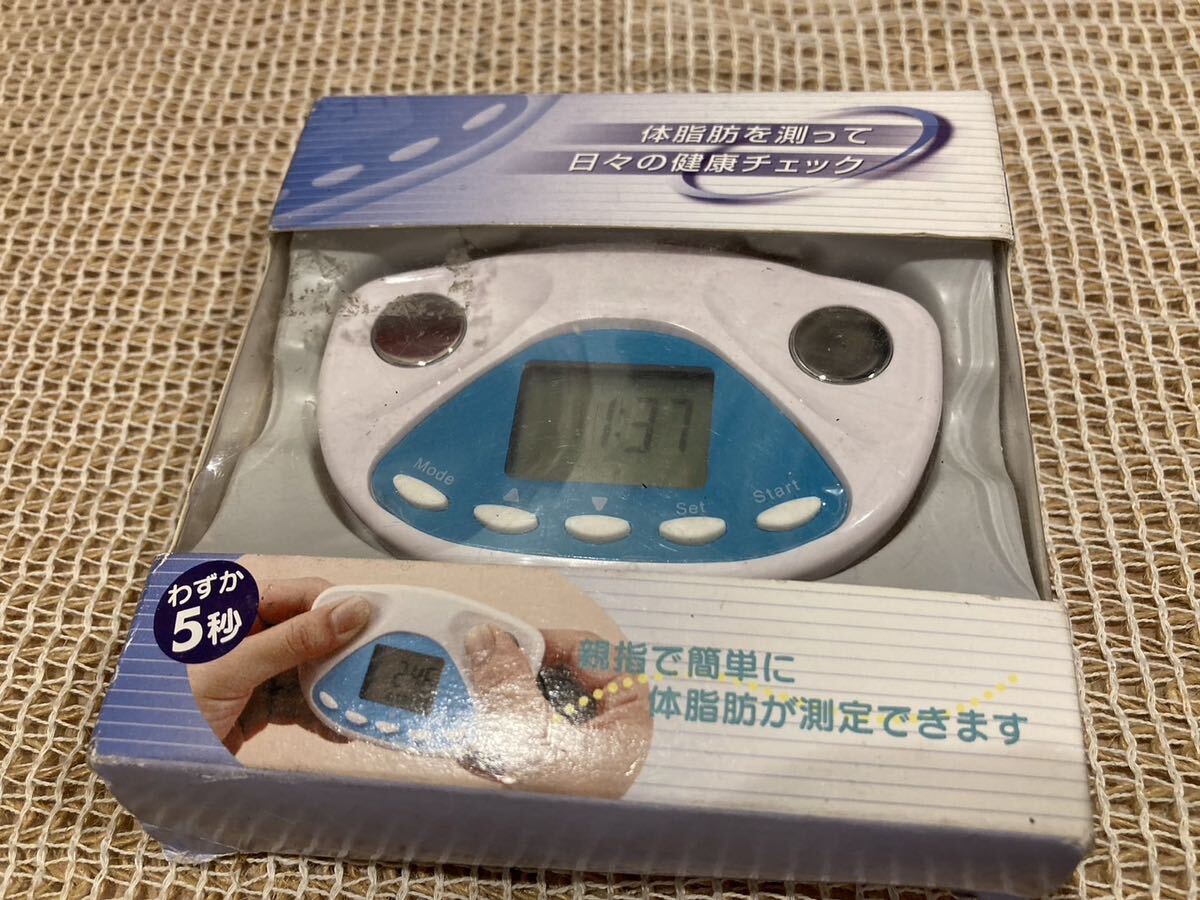 体脂肪を測って
日々の健康チェック
1:37
Mode
Set
Start
わずか
5秒
親指で簡単に
体脂肪が測定できます